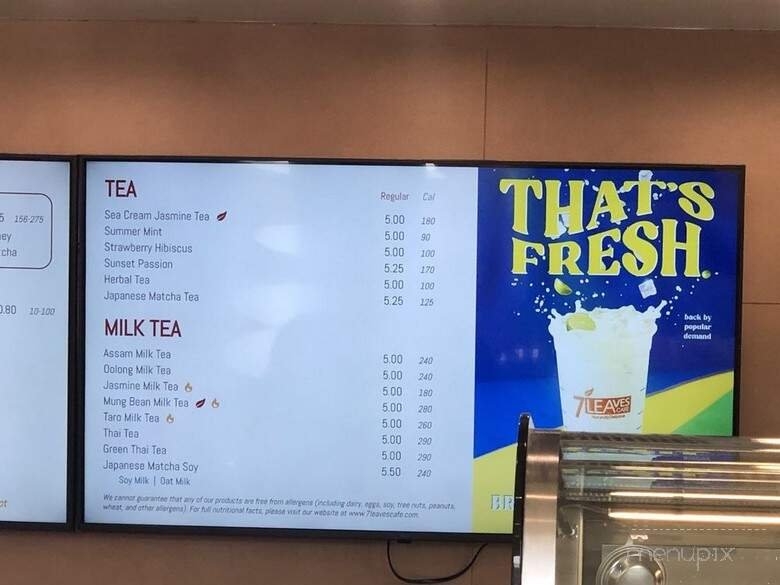 5 156-275
ney
tcha
0.80 10-100
ot
TEA Regular Cal
Sea Cream Jasmine Tea 5.00 180
Summer Mint 5.00 90
Strawberry Hibiscus 5.00 100
Sunset Passion 5.25 170
Herbal Tea 5.00 100
Japanese Matcha Tea 5.25 125
MILK TEA
Assam Milk Tea 5.00 240
Oolong Milk Tea 5.00 240
Jasmine Milk Tea 5.00 180
Mung Bean Milk Tea 5.00 280
Taro Milk Tea 5.00 260
Thai Tea 5.00 290
Green Thai Tea 5.00 290
Japanese Matcha Soy 5.50 240
Soy Milk | Oat Milk
We cannot guarantee that any of our products are free from allergens (including dairy, eggs, soy, tree nuts, peanuts,
wheat, and other allergens). For full nutritional facts, please visit our website at www.7leavescafe.com.
THAT'S
FRESH
back by
popular
demand
7LEAVES
CAFE
BR
menupix